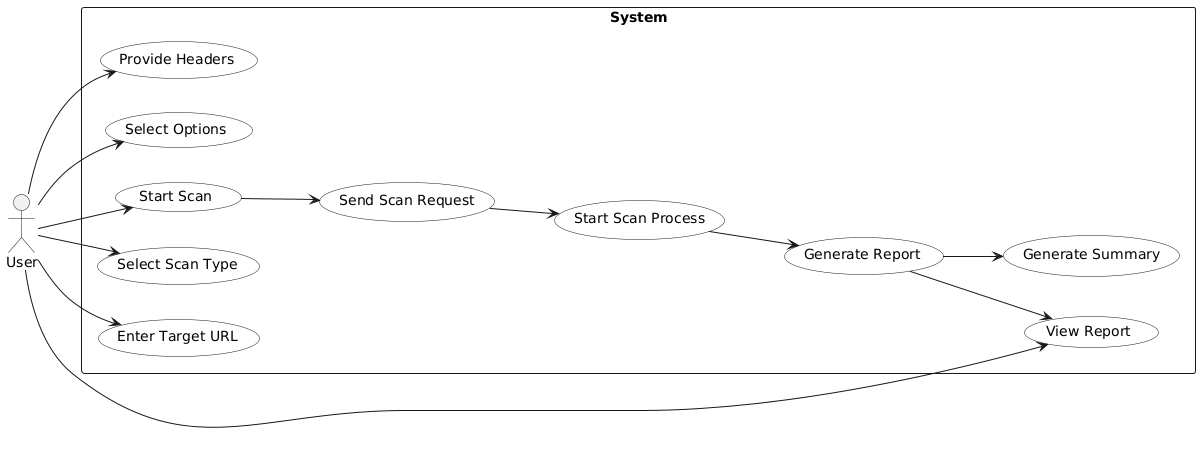 System
Provide Headers
Select Options
Start Scan
Send Scan Request
Start Scan Process
Generate Report
Generate Summary
Select Scan Type
User
Enter Target URL
View Report